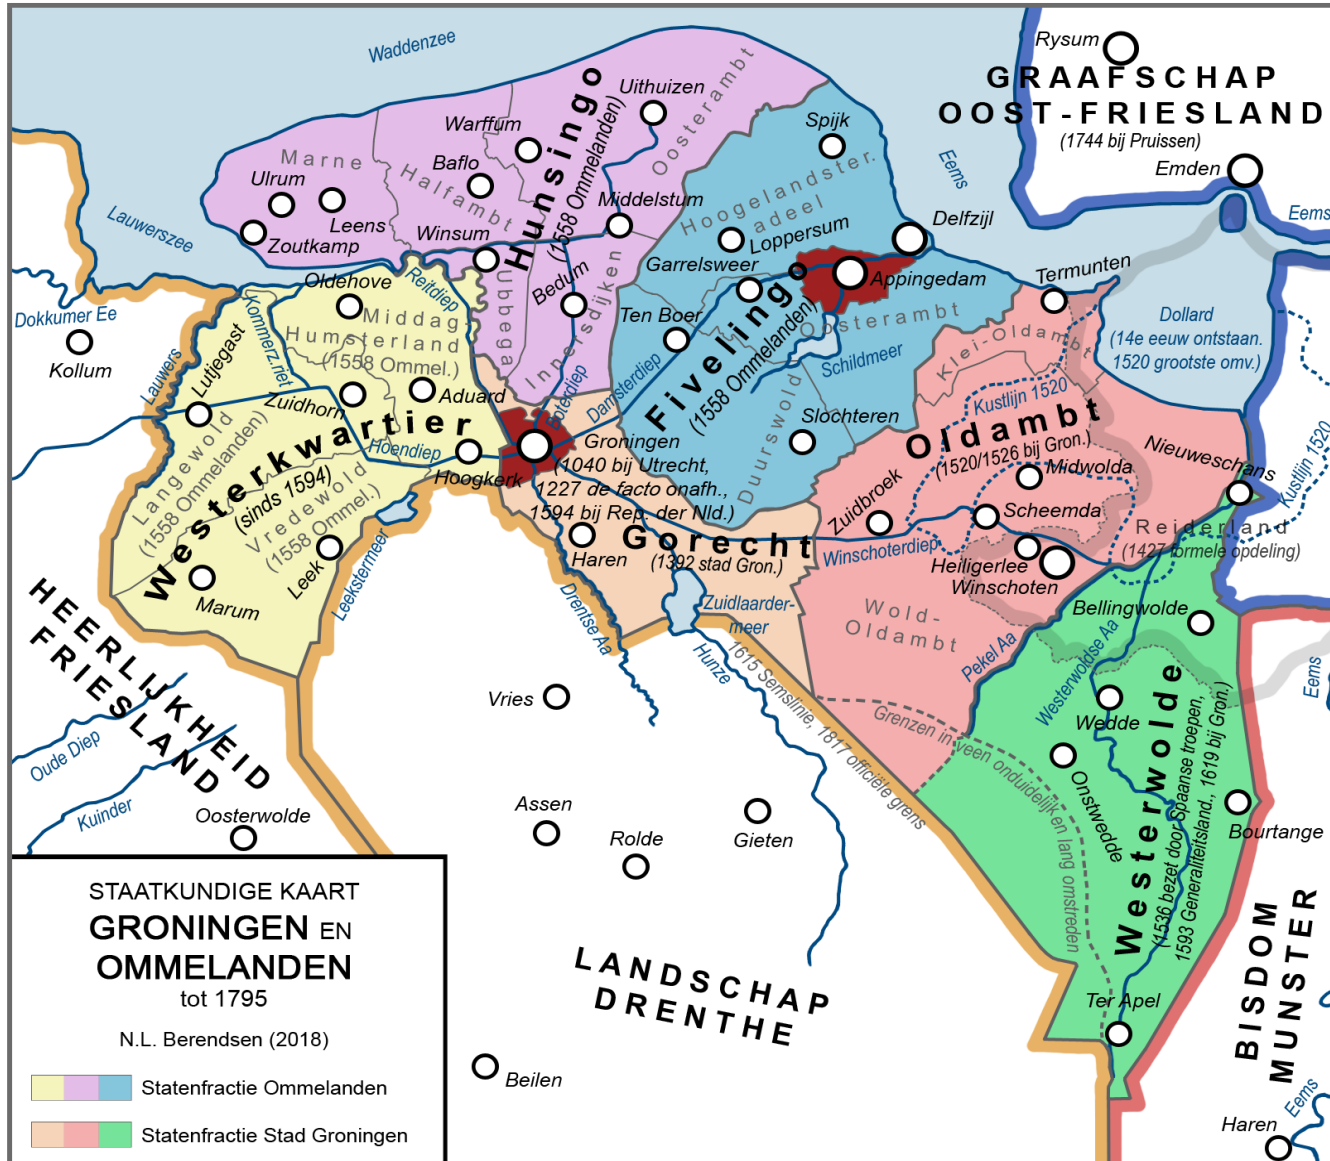 Waddenzee
Rysum
GRAAFSCHAP
OOST-FRIESLAND
(1744 bij Pruissen)
Emden
Eems
Eems
Uithuizen
Warffum
Baflo
Marne
Halfambt
Hunsingo
(1558 Ommelanden)
Oosterambt
Spijk
Hoogelandster.
adeel
Ulrum
Leens
Zoutkamp
Lauwerszee
Winsum
Middelstum
Loppersum
Delfzijl
Garrelsweer
Appingedam
Termunten
Oldehove
Reitdiep
Ubbega
Bedum
Innersdijken
Ten Boer
Oosterambt
Dollard
(14e eeuw ontstaan.
1520 grootste omv.)
Dokkumer Ee
Kollum
Kommerz.riet
Middag
Humsterland
(1558 Ommel.)
Lauwers
Lutjegast
Zuidhorn
Aduard
Boterdiep
Damsterdiep
Fivelingo
(1558 Ommelanden)
Schildmeer
Klei-Oldambt
Kustlijn 1520
Kustlijn 1520
Slochteren
Duurswold
Westerkwartier
(sinds 1594)
Langewold
(1558 Ommelanden)
Vredewold
(1558 Ommel.)
Hoendiep
Hoogkerk
Groningen
(1040 bij Utrecht,
1227 de facto onafh.,
1594 bij Rep. der Nld.)
Oldambt
(1520/1526 bij Gron.)
Midwolda
Nieuweschans
Zuidbroek
Scheemda
Reiderland
(1427 formele opdeling)
Haren
Gorecht
(1392 stad Gron.)
Winschoterdiep
Heiligerlee
Winschoten
Leek
Leekstermeer
Marum
Drentse Aa
Zuidlaarder-
meer
Hunze
Wold-
Oldambt
Pekel Aa
Bellingwolde
Westerwoldse Aa
Eems
HEERLIJKHEID
FRIESLAND
Oude Diep
Kuinder
Oosterwolde
Vries
Assen
Rolde
Gieten
1615 Semslinie, 1817 officiële grens
Grenzen in veen onduidelijk en lang omstreden
Wedde
Onstwedde
Westerwolde
(1536 bezet door Spaanse troepen,
1593 Generaliteitsland., 1619 bij Gron.)
Bourtange
Ter Apel
LANDSCHAP
DRENTHE
BISDOM
MUNSTER
Beilen
Haren
Eems
STAATKUNDIGE KAART
GRONINGEN EN
OMMELANDEN
tot 1795
N.L. Berendsen (2018)
Statenfractie Ommelanden
Statenfractie Stad Groningen